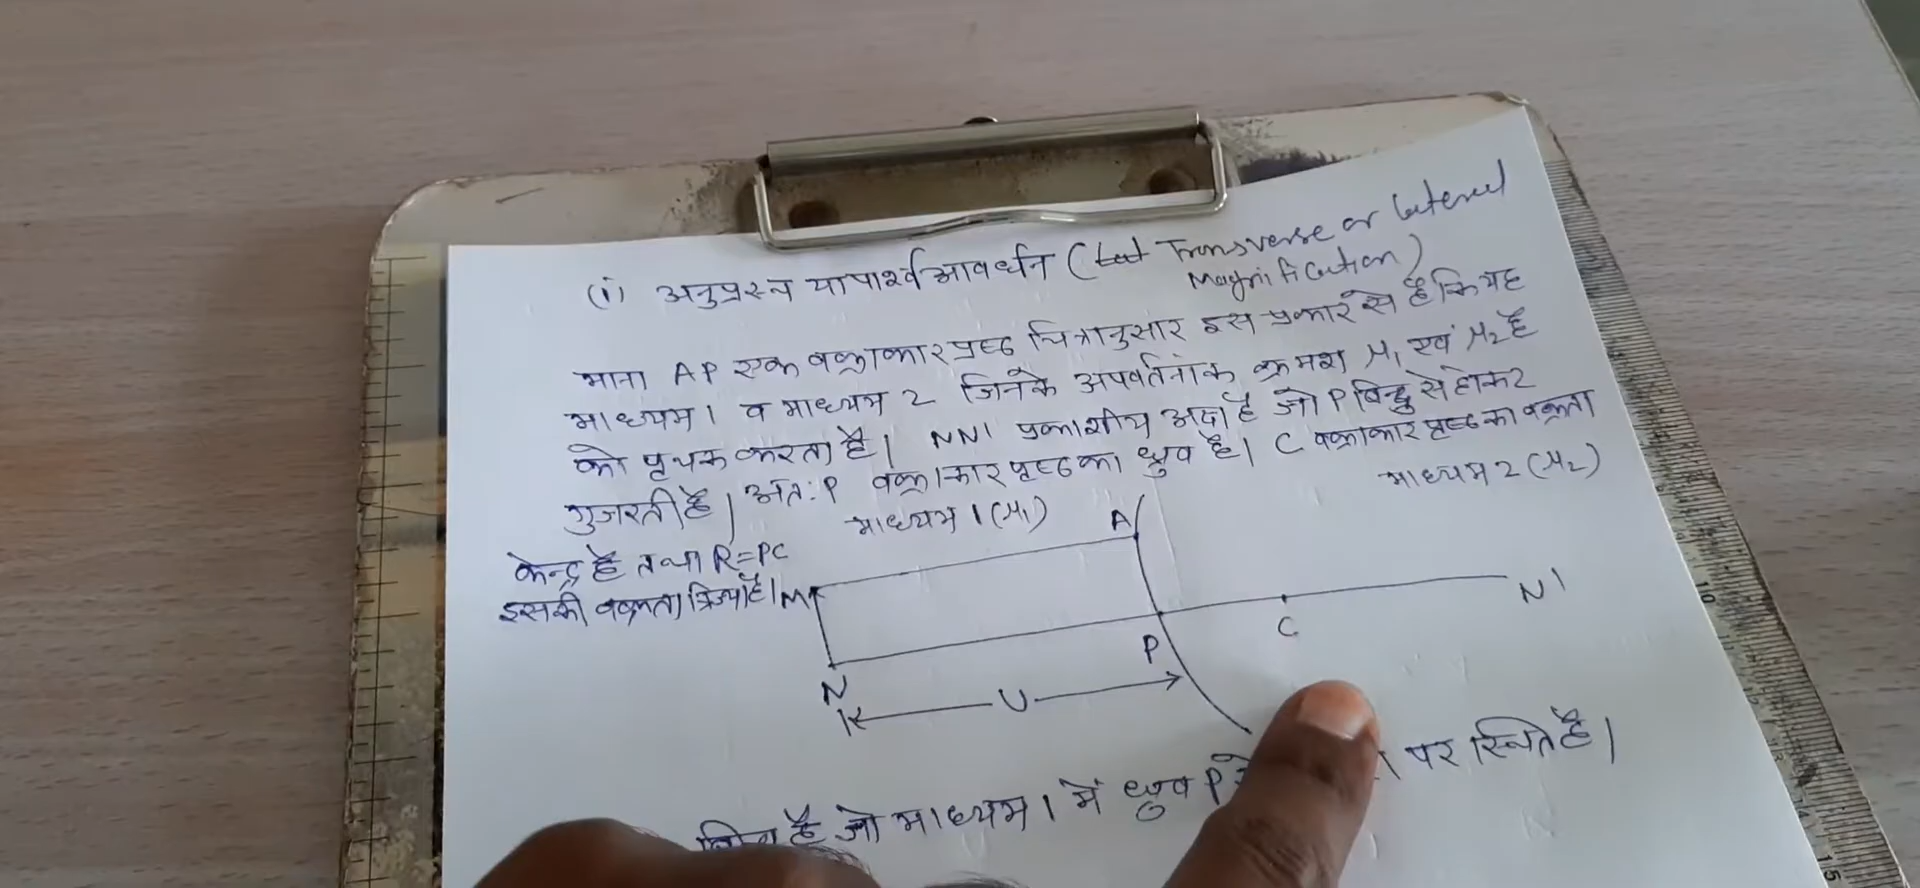 (i) अनुप्रस्थ या पार्श्व आवर्धन ( Transverse or lateral
Magnification)
माना AP एक वक्राकार पृष्ठ चित्रानुसार इस प्रकार से है कि यह
माध्यम 1 व माध्यम 2 जिनके अपवर्तनांक क्रमश μ1 एवं μ2 है
को पृथक करता है। NN' प्रकाशीय अक्ष है जो P बिन्दु से होकर
गुजरती है। अत: P वक्राकार पृष्ठ का ध्रुव है। C वक्राकार पृष्ठ का वक्रता
केन्द्र है तथा R=PC
इसकी वक्रता त्रिज्या है।
माध्यम 1 (μ1)
माध्यम 2 (μ2)
A
M
N
P
C
N'
U
है जो माध्यम 1 में ध्रुव P पर स्थित है।